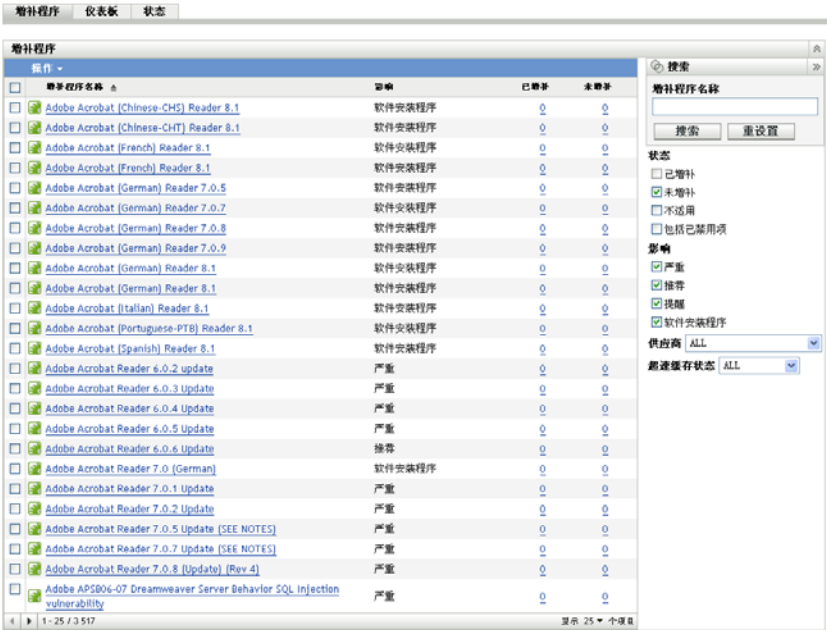 增补程序 仪表板 状态
增补程序
操作
增补程序名称 影响 已增补 未增补
Adobe Acrobat (Chinese-CHS) Reader 8.1 软件安装程序 0 0
Adobe Acrobat (Chinese-CHT) Reader 8.1 软件安装程序 0 0
Adobe Acrobat (French) Reader 8.1 软件安装程序 0 0
Adobe Acrobat (French) Reader 8.1 软件安装程序 0 0
Adobe Acrobat (German) Reader 7.0.5 软件安装程序 0 0
Adobe Acrobat (German) Reader 7.0.7 软件安装程序 0 0
Adobe Acrobat (German) Reader 7.0.8 软件安装程序 0 0
Adobe Acrobat (German) Reader 7.0.9 软件安装程序 0 0
Adobe Acrobat (German) Reader 8.1 软件安装程序 0 0
Adobe Acrobat (German) Reader 8.1 软件安装程序 0 0
Adobe Acrobat (Italian) Reader 8.1 软件安装程序 0 0
Adobe Acrobat (Portuguese-PTB) Reader 8.1 软件安装程序 0 0
Adobe Acrobat (Spanish) Reader 8.1 软件安装程序 0 0
Adobe Acrobat Reader 6.0.2 update 严重 0 0
Adobe Acrobat Reader 6.0.3 Update 严重 0 0
Adobe Acrobat Reader 6.0.4 Update 严重 0 0
Adobe Acrobat Reader 6.0.5 Update 严重 0 0
Adobe Acrobat Reader 6.0.6 Update 推荐 0 0
Adobe Acrobat Reader 7.0 (German) 软件安装程序 0 0
Adobe Acrobat Reader 7.0.1 Update 严重 0 0
Adobe Acrobat Reader 7.0.2 Update 严重 0 0
Adobe Acrobat Reader 7.0.5 Update (SEE NOTES) 严重 0 0
Adobe Acrobat Reader 7.0.7 Update (SEE NOTES) 严重 0 0
Adobe Acrobat Reader 7.0.8 (Update) (Rev 4) 严重 0 0
Adobe APSB06-07 Dreamweaver Server Behavior SQL Injection
vulnerability 严重 0 0
1 - 25 / 3 517 显示 25 个项目
搜索
增补程序名称
搜索 重设置
状态
已增补
未增补
不适用
包括已禁用项
影响
严重
推荐
提醒
软件安装程序
供应商 ALL
超速缓存状态 ALL